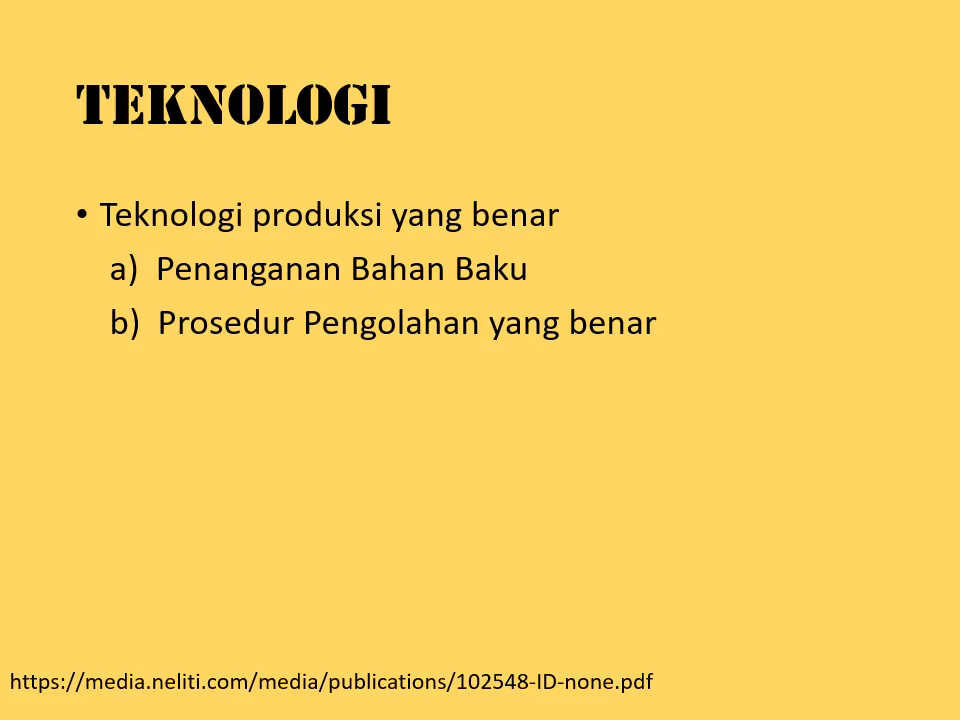 TEKNOLOGI
• Teknologi produksi yang benar
a) Penanganan Bahan Baku
b) Prosedur Pengolahan yang benar
https://media.neliti.com/media/publications/102548-ID-none.pdf